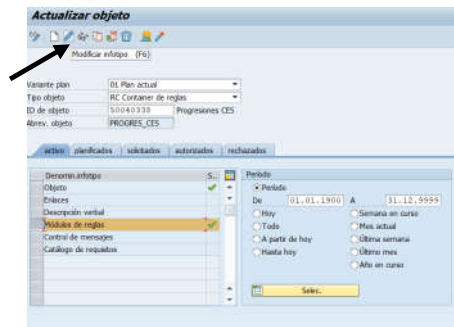 Actualizar objeto
Modificar infotipo (F6)
Variante plan 01 Plan actual
Tipo objeto RC Container de reglas
ID de objeto 50040330 Progresiones CES
Abrev. objeto PROGRES_CES
activo planificados solicitados autorizados rechazados
Denomin.infotipo S..
Objeto
Enlaces
Descripción verbal
Módulos de reglas
Control de mensajes
Catálogo de requisitos
Período
Período
De 01.01.1900 A 31.12.9999
Hoy Semana en curso
Todo Mes actual
A partir de hoy Última semana
Hasta hoy Último mes
Año en curso
Selec.